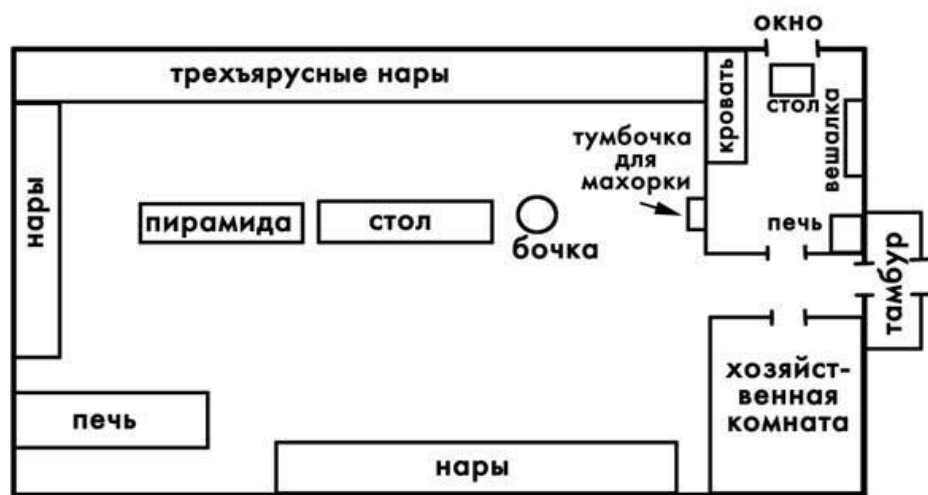 окно
трехъярусные нары
кровать
стол
вешалка
тумбочка
для
махорки
нары
пирамида
стол
бочка
печь
тамбур
хозяйст-
венная
комната
печь
нары